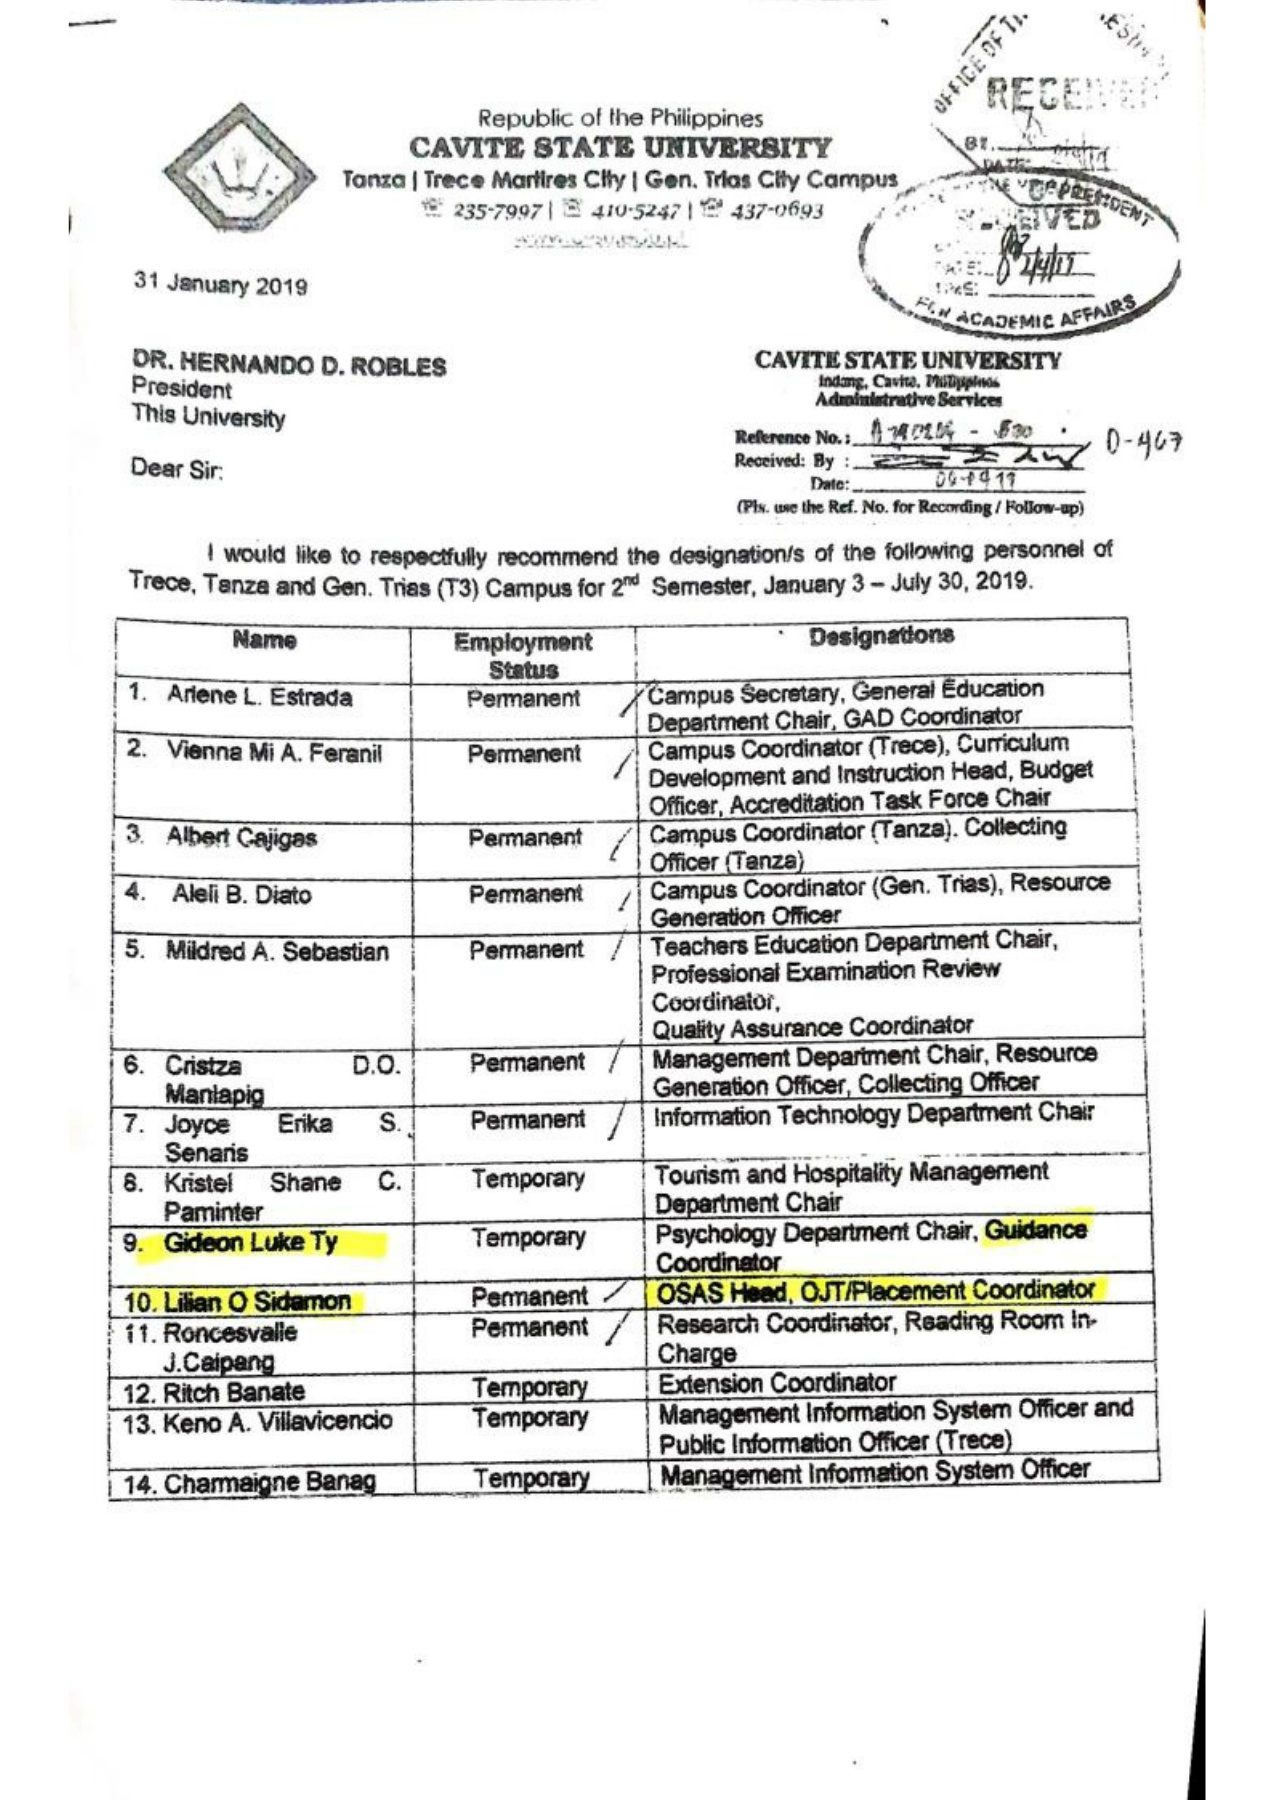 Republic of the Philippines
CAVITE STATE UNIVERSITY
Tanza | Trece Martires City | Gen. Trias City Campus
235-7997 | 410-5247 | 437-0693
OFFICE OF
RECEIVED
BY.
DATE:
PRESIDENT
DATE: 2/4/19
TIME:
FOR ACADEMIC AFFAIRS
31 January 2019
DR. HERNANDO D. ROBLES
President
This University
CAVITE STATE UNIVERSITY
Indang, Cavite, Philippines
Administrative Services
Reference No.:
D-467
Received: By :
Date:
(Pls. use the Ref. No. for Recording / Follow-up)
Dear Sir:
I would like to respectfully recommend the designation/s of the following personnel of
Trece, Tanza and Gen. Trias (T3) Campus for 2nd Semester, January 3 – July 30, 2019.
Name Employment Status Designations
1. Arlene L. Estrada Permanent Campus Secretary, General Education
Department Chair, GAD Coordinator
2. Vienna Mi A. Feranil Permanent Campus Coordinator (Trece), Curriculum
Development and Instruction Head, Budget
Officer, Accreditation Task Force Chair
3. Albert Cajigas Permanent Campus Coordinator (Tanza). Collecting
Officer (Tanza)
4. Aleli B. Diato Permanent Campus Coordinator (Gen. Trias), Resource
Generation Officer
5. Mildred A. Sebastian Permanent Teachers Education Department Chair,
Professional Examination Review
Coordinator,
Quality Assurance Coordinator
6. Cristza D.O. Manlapig Permanent Management Department Chair, Resource
Generation Officer, Collecting Officer
7. Joyce Erika S. Senaris Permanent Information Technology Department Chair
8. Kristel Shane C. Paminter Temporary Tourism and Hospitality Management
Department Chair
9. Gideon Luke Ty Temporary Psychology Department Chair, Guidance
Coordinator
10. Lilian O Sidamon Permanent OSAS Head, OJT/Placement Coordinator
11. Roncesvalle J.Caipang Permanent Research Coordinator, Reading Room In-
Charge
12. Ritch Banate Temporary Extension Coordinator
13. Keno A. Villavicencio Temporary Management Information System Officer and
Public Information Officer (Trece)
14. Charmaigne Banag Temporary Management Information System Officer